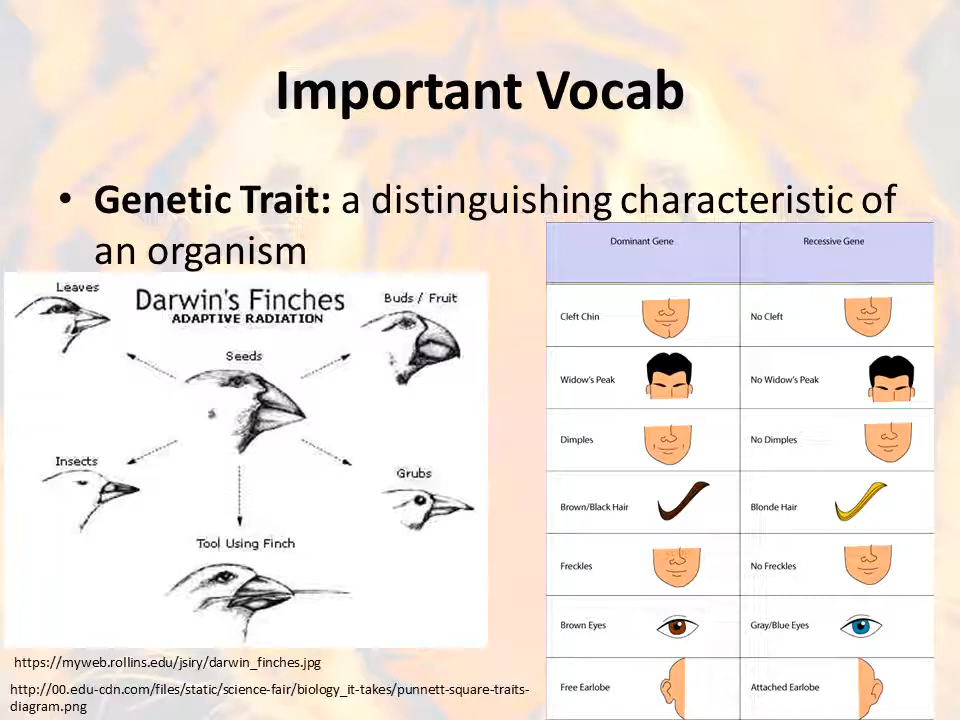 Important Vocab
• Genetic Trait: a distinguishing characteristic of
an organism
Darwin's Finches
ADAPTIVE RADIATION
Leaves
Buds / Fruit
Seeds
Insects
Grubs
Tool Using Finch
Dominant Gene
Recessive Gene
Cleft Chin
No Cleft
Widow's Peak
No Widow's Peak
Dimples
No Dimples
Brown/Black Hair
Blonde Hair
Freckles
No Freckles
Brown Eyes
Gray/Blue Eyes
Free Earlobe
Attached Earlobe
https://myweb.rollins.edu/jsiry/darwin_finches.jpg
http://00.edu-cdn.com/files/static/science-fair/biology_it-takes/punnett-square-traits-
diagram.png